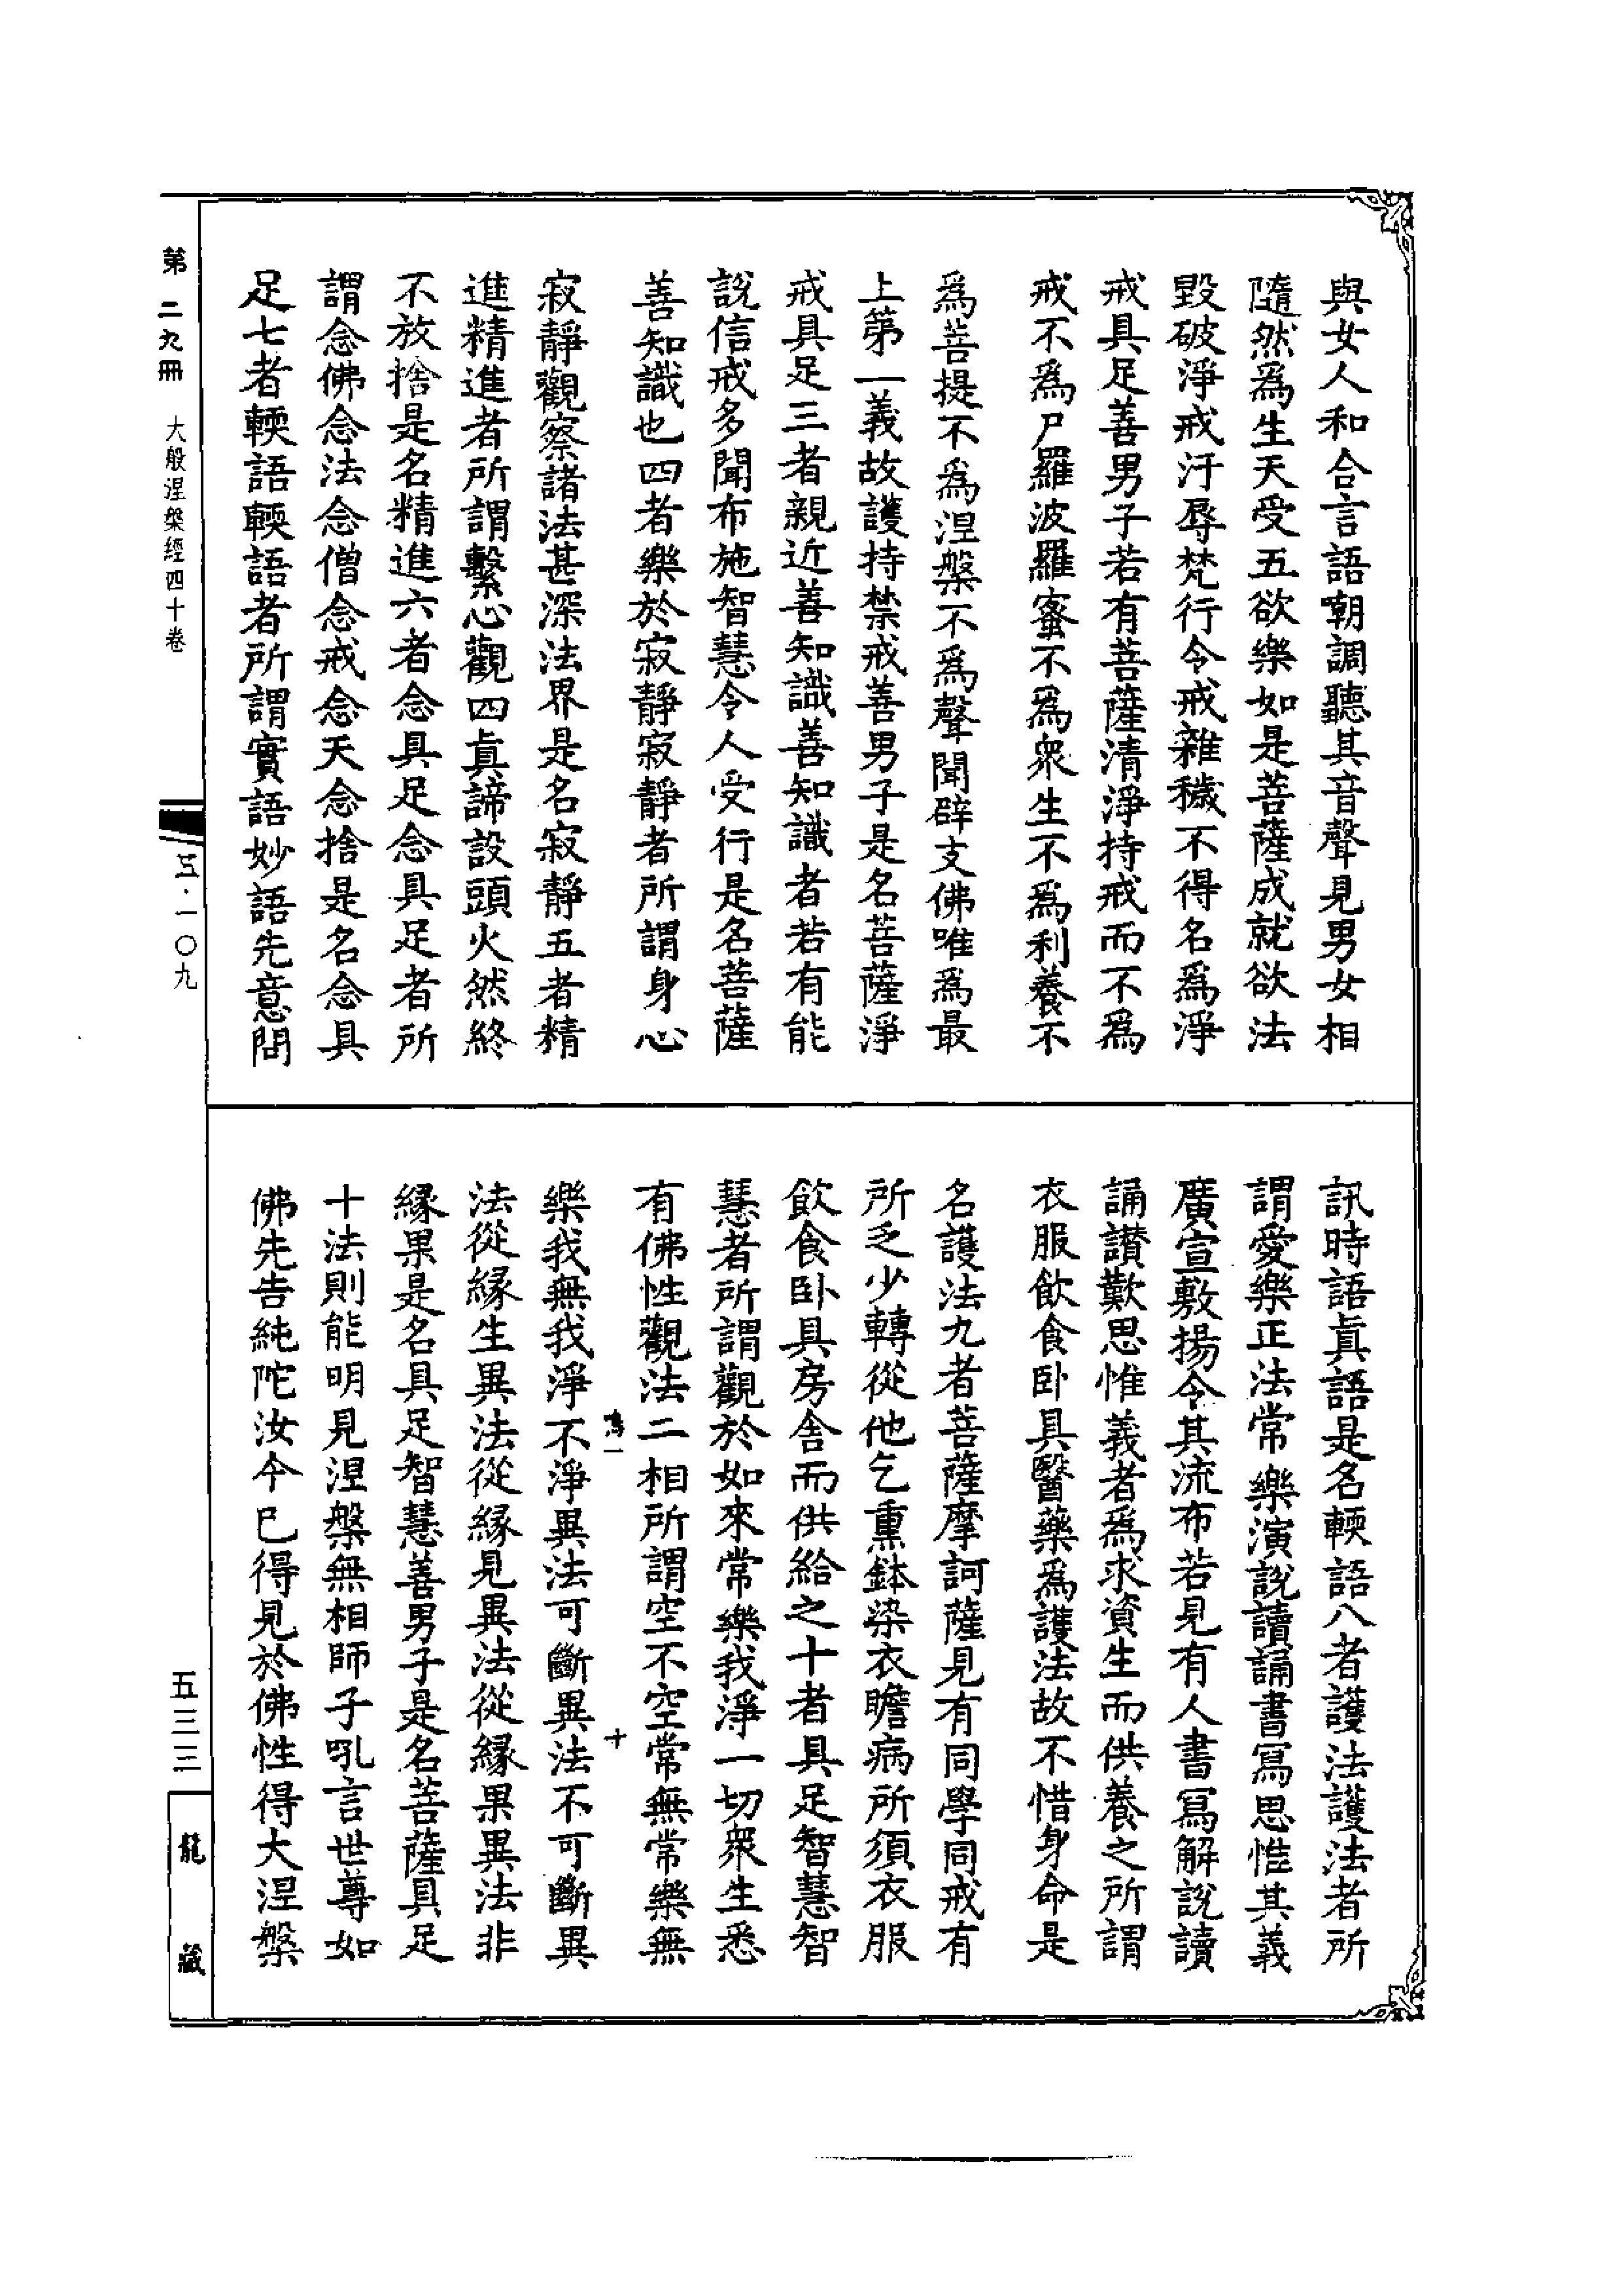 與女人和合言語嘲調聽其音聲見男女相
隨然爲生天受五欲樂如是菩薩成就欲法
毀破淨戒汙辱梵行令戒雜穢不得名爲淨
戒具足善男子若有菩薩清淨持戒而不爲
戒不爲尸羅波羅蜜不爲衆生不爲利養不
爲菩提不爲涅槃不爲聲聞辟支佛唯爲最
上第一義故護持禁戒善男子是名菩薩淨
戒具足三者親近善知識善知識者若有能
說信戒多聞布施智慧令人受行是名菩薩
善知識也四者樂於寂靜寂靜者所謂身心
寂靜觀察諸法甚深法界是名寂靜五者精
進精進者所謂繫心觀四眞諦設頭火然終
不放捨是名精進六者念具足念具足者所
謂念佛念法念僧念戒念天念捨是名念具
足七者輭語輭語者所謂實語妙語先意問
訊時語眞語是名輭語八者護法護法者所
謂愛樂正法常樂演說讀誦書寫思惟其義
廣宣敷揚令其流布若見有人書寫解說讀
誦讚歎思惟義者爲求資生而供養之所謂
衣服飲食卧具醫藥爲護法故不惜身命是
名護法九者菩薩摩訶薩見有同學同戒有
所乏少轉從他乞熏鉢染衣瞻病所須衣服
飲食卧具房舍而供給之十者具足智慧智
慧者所謂觀於如來常樂我淨一切衆生悉
有佛性觀法二相所謂空不空常無常樂無
樂我無我淨不淨異法可斷異法不可斷異
法從緣生異法從緣見異法從緣果異法非
緣果是名具足智慧善男子是名菩薩具足
十法則能明見涅槃無相師子吼言世尊如
佛先告純陀汝今已得見於佛性得大涅槃
十
第二九冊
大般涅槃經四十卷
五·一〇九
五三三
龍藏